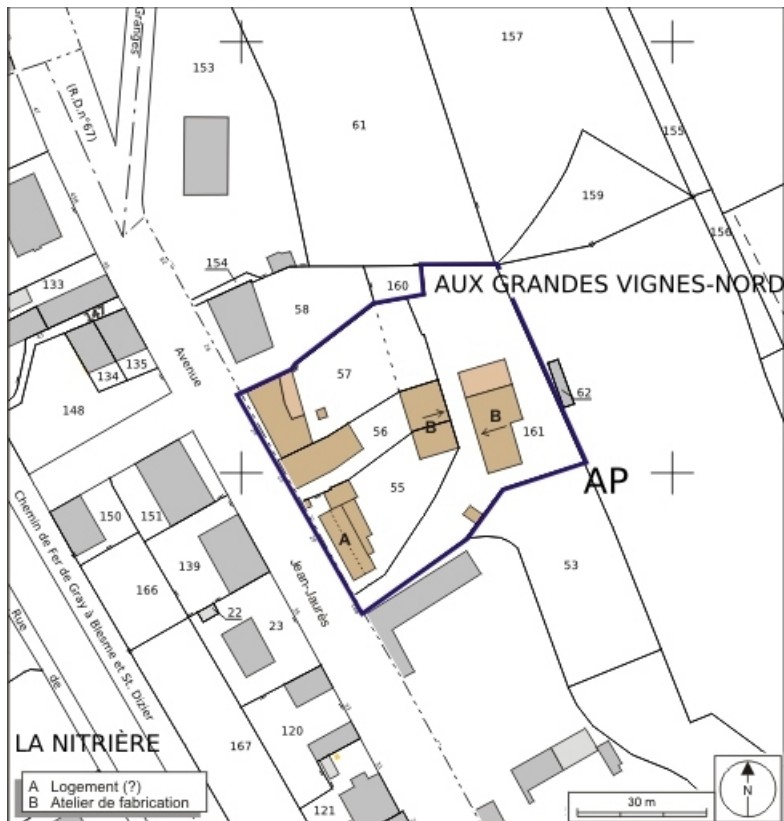 Granges
157
153
(R.D.n°67)
61
155
159
156
154
160
AUX GRANDES VIGNES-NORD
133
58
147
Avenue
57
135
134
62
148
56
B
B
161
55
AP
150
151
A
139
53
Jean-Jaurès
166
22
23
Chemin de Fer de Gray à Blesme et St. Dizier
Rue
de
120
167
LA NITRIÈRE
121
A Logement (?)
B Atelier de fabrication
30 m
N